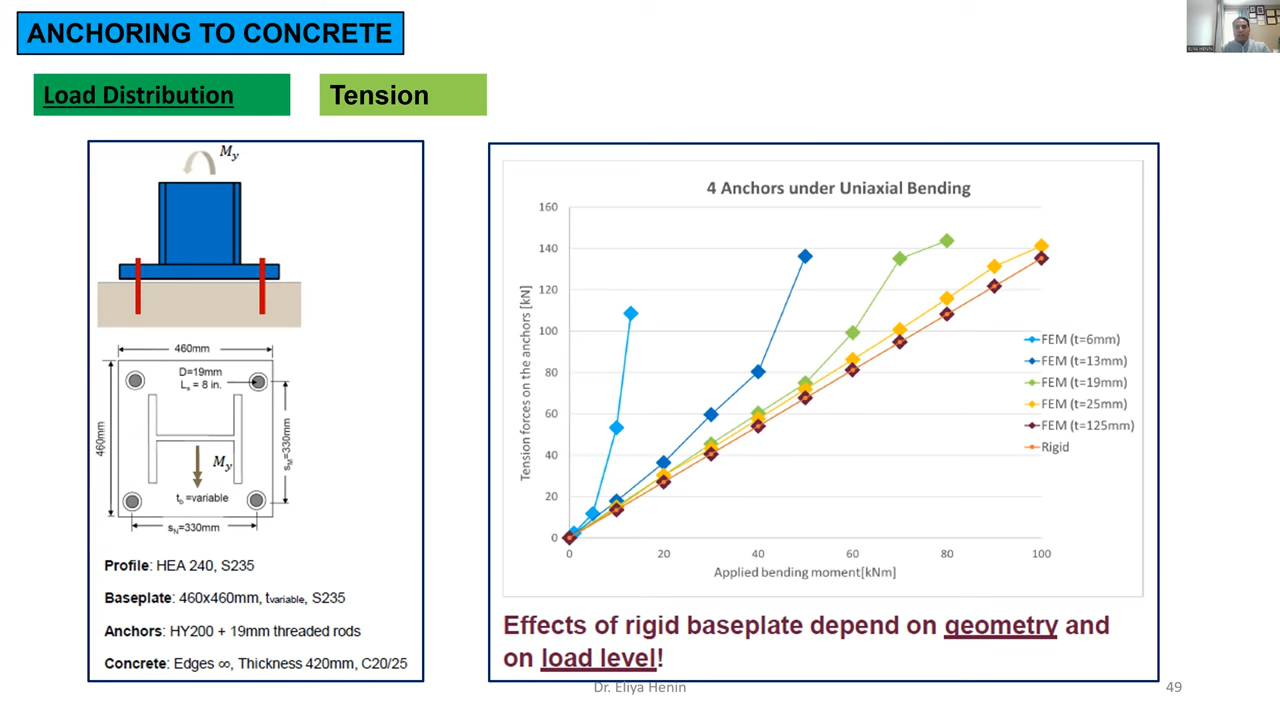 ANCHORING TO CONCRETE
ELIYA HENIN
Load Distribution
Tension
My
460mm
D=19mm
Ls = 8 in.
460mm
sM=330mm
My
tb =variable
sN=330mm
Profile: HEA 240, S235
Baseplate: 460x460mm, tvariable, S235
Anchors: HY200 + 19mm threaded rods
Concrete: Edges ∞, Thickness 420mm, C20/25
4 Anchors under Uniaxial Bending
Tension forces on the anchors [kN]
160
140
120
100
80
60
40
20
0
0 20 40 60 80 100
Applied bending moment[kNm]
FEM (t=6mm)
FEM (t=13mm)
FEM (t=19mm)
FEM (t=25mm)
FEM (t=125mm)
Rigid
Effects of rigid baseplate depend on geometry and
on load level!
Dr. Eliya Henin
49